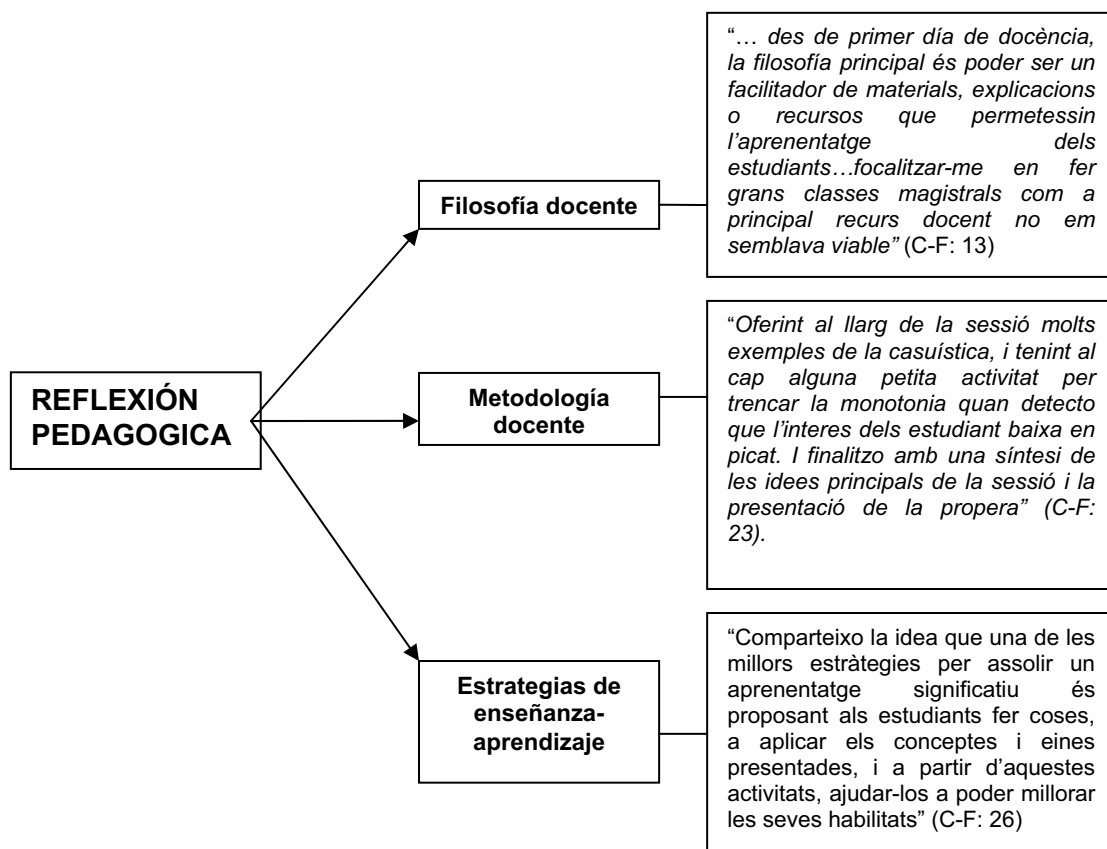 “… des de primer día de docència,
la filosofía principal és poder ser un
facilitador de materials, explicacions
o recursos que permetessin
l’aprenentatge dels
estudiants…focalitzar-me en fer
grans classes magistrals com a
principal recurs docent no em
semblava viable” (C-F: 13)
Filosofía docente
REFLEXIÓN
PEDAGOGICA
Metodología
docente
“Oferint al llarg de la sessió molts
exemples de la casuística, i tenint al
cap alguna petita activitat per
trencar la monotonia quan detecto
que l’interes dels estudiant baixa en
picat. I finalitzo amb una síntesi de
les idees principals de la sessió i la
presentació de la propera” (C-F:
23).
Estrategias de
enseñanza-
aprendizaje
“Comparteixo la idea que una de les
millors estràtegies per assolir un
aprenentatge significatiu és
proposant als estudiants fer coses,
a aplicar els conceptes i eines
presentades, i a partir d’aquestes
activitats, ajudar-los a poder millorar
les seves habilitats” (C-F: 26)